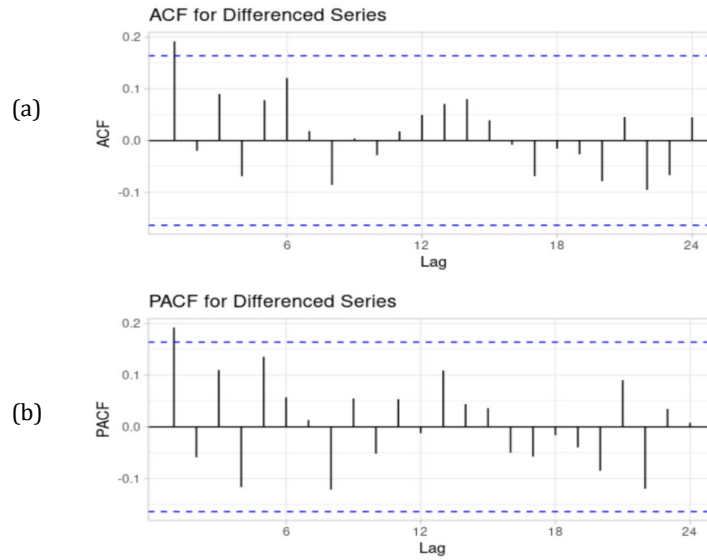 ACF for Differenced Series
0.2
0.1
0.0
-0.1
ACF
6 12 18 24
Lag
(a)
PACF for Differenced Series
0.2
0.1
0.0
-0.1
PACF
6 12 18 24
Lag
(b)